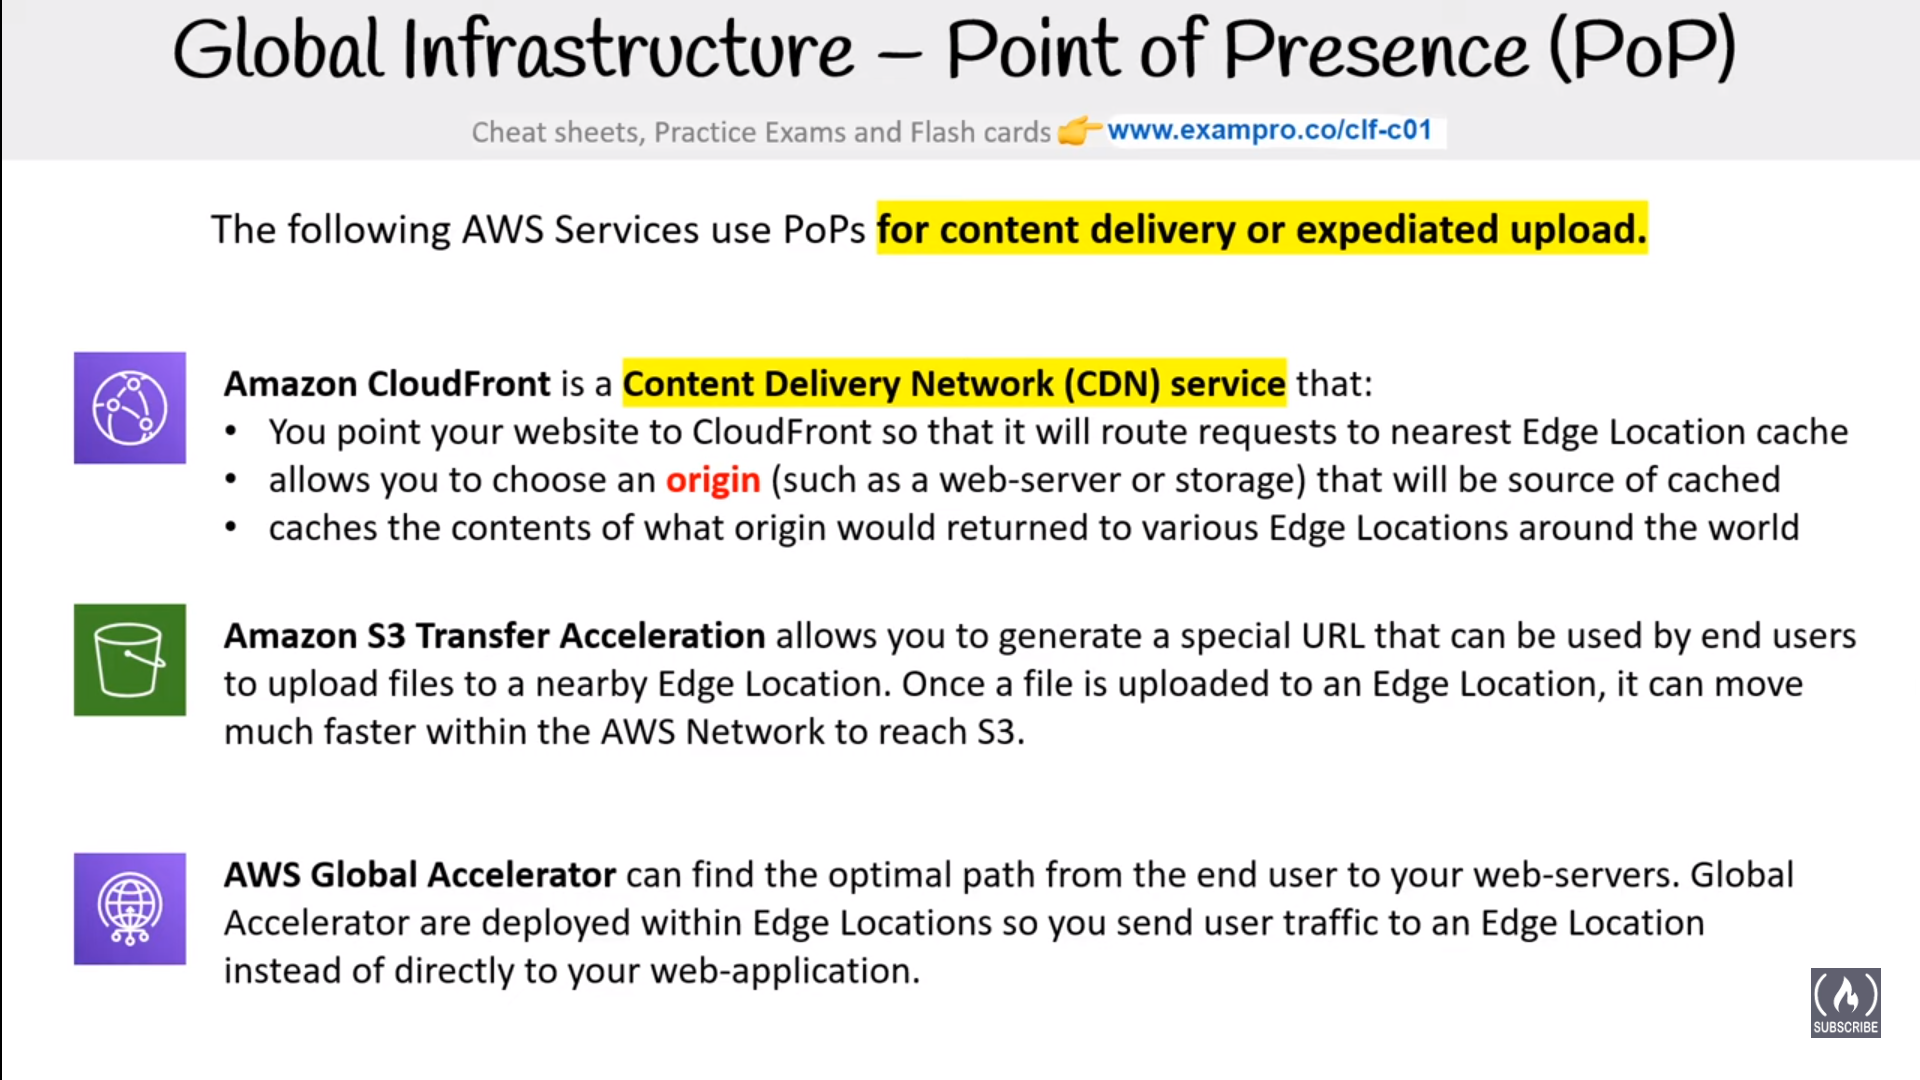 Global Infrastructure – Point of Presence (PoP)
Cheat sheets, Practice Exams and Flash cards 👉 www.exampro.co/clf-c01
The following AWS Services use PoPs for content delivery or expediated upload.
Amazon CloudFront is a Content Delivery Network (CDN) service that:
• You point your website to CloudFront so that it will route requests to nearest Edge Location cache
• allows you to choose an origin (such as a web-server or storage) that will be source of cached
• caches the contents of what origin would returned to various Edge Locations around the world
Amazon S3 Transfer Acceleration allows you to generate a special URL that can be used by end users
to upload files to a nearby Edge Location. Once a file is uploaded to an Edge Location, it can move
much faster within the AWS Network to reach S3.
AWS Global Accelerator can find the optimal path from the end user to your web-servers. Global
Accelerator are deployed within Edge Locations so you send user traffic to an Edge Location
instead of directly to your web-application.
SUBSCRIBE